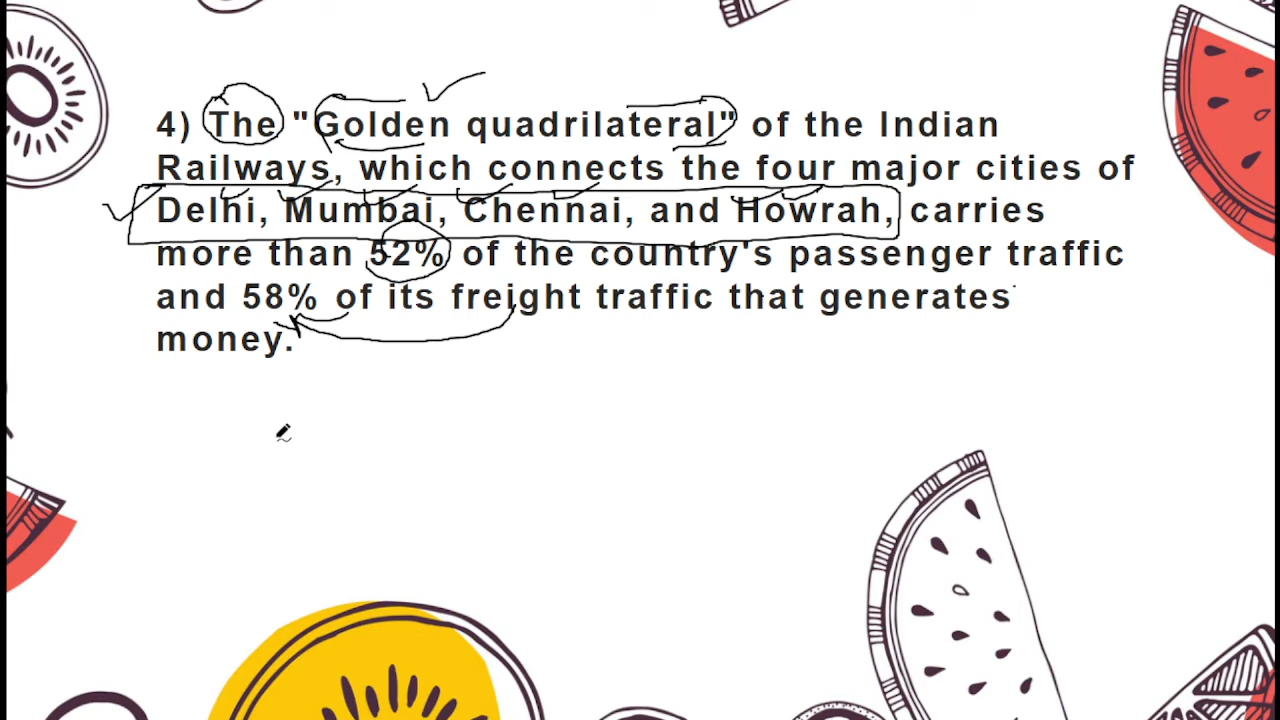 4) The "Golden quadrilateral" of the Indian
Railways, which connects the four major cities of
Delhi, Mumbai, Chennai, and Howrah, carries
more than 52% of the country's passenger traffic
and 58% of its freight traffic that generates
money.